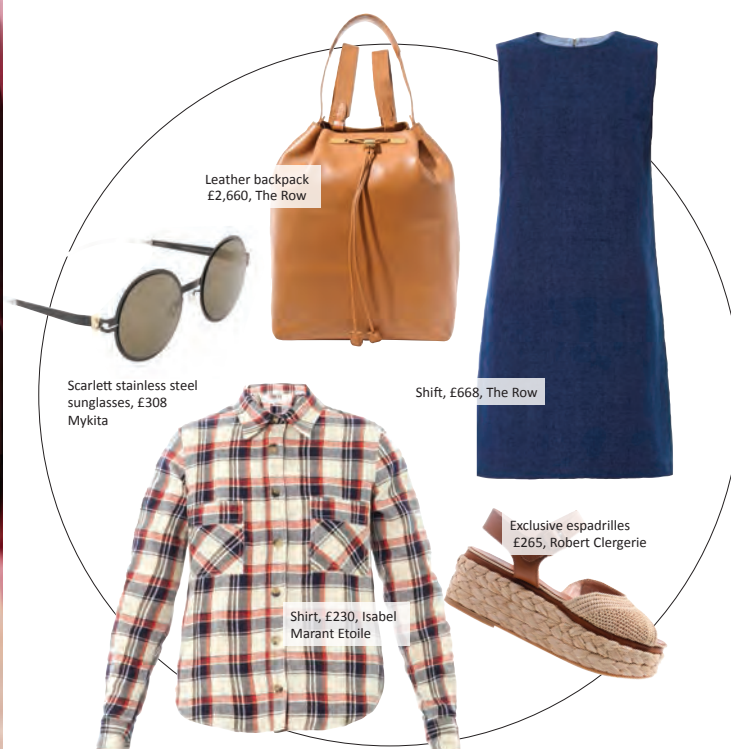 Leather backpack
£2,660, The Row
Scarlett stainless steel
sunglasses, £308
Mykita
Shift, £668, The Row
Exclusive espadrilles
£265, Robert Clergerie
Shirt, £230, Isabel
Marant Etoile